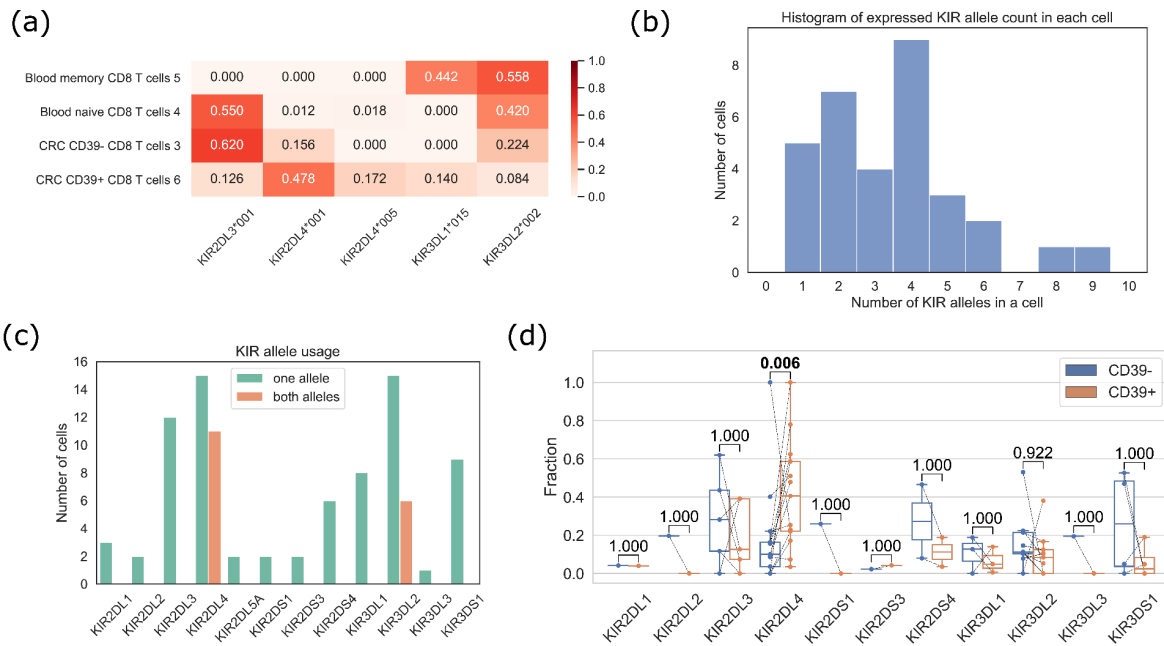 (a)
Blood memory CD8 T cells 5
0.000 0.000 0.000 0.442 0.558
Blood naive CD8 T cells 4
0.550 0.012 0.018 0.000 0.420
CRC CD39- CD8 T cells 3
0.620 0.156 0.000 0.000 0.224
CRC CD39+ CD8 T cells 6
0.126 0.478 0.172 0.140 0.084
KIR2DL3*001
KIR2DL4*001
KIR2DL4*005
KIR3DL1*015
KIR3DL2*002
1.0
0.8
0.6
0.4
0.2
0.0
(b)
Histogram of expressed KIR allele count in each cell
Number of cells
8
6
4
2
0
0 1 2 3 4 5 6 7 8 9 10
Number of KIR alleles in a cell
(c)
KIR allele usage
one allele
both alleles
Number of cells
16
14
12
10
8
6
4
2
0
KIR2DL1
KIR2DL2
KIR2DL3
KIR2DL4
KIR2DL5A
KIR2DS1
KIR2DS3
KIR2DS4
KIR3DL1
KIR3DL2
KIR3DL3
KIR3DS1
(d)
CD39-
CD39+
Fraction
1.0
0.8
0.6
0.4
0.2
0.0
1.000
1.000
1.000
0.006
1.000
1.000
1.000
1.000
0.922
1.000
1.000
KIR2DL1
KIR2DL2
KIR2DL3
KIR2DL4
KIR2DS1
KIR2DS3
KIR2DS4
KIR3DL1
KIR3DL2
KIR3DL3
KIR3DS1